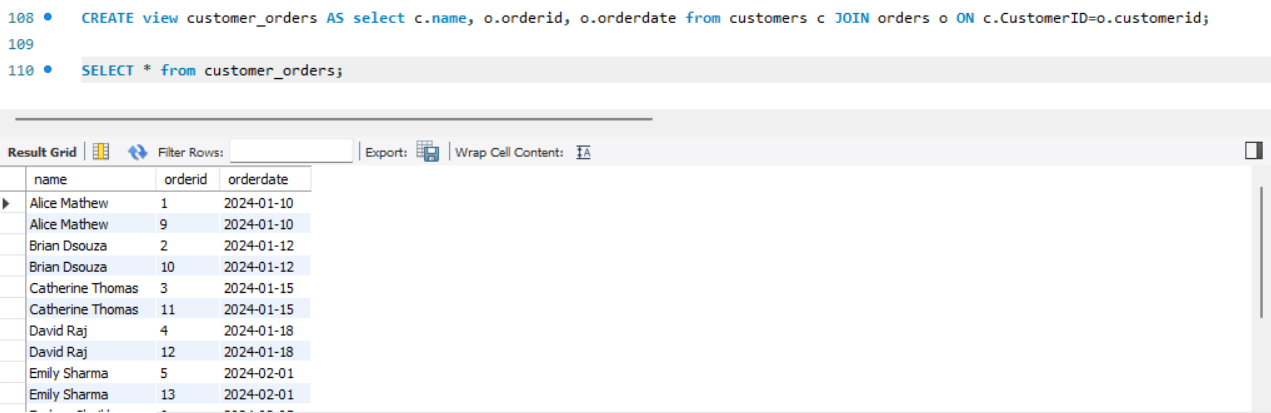 108 CREATE view customer_orders AS select c.name, o.orderid, o.orderdate from customers c JOIN orders o ON c.CustomerID=o.customerid;
109
110 SELECT * from customer_orders;
Result Grid Filter Rows: Export: Wrap Cell Content: IA
name orderid orderdate
Alice Mathew 1 2024-01-10
Alice Mathew 9 2024-01-10
Brian Dsouza 2 2024-01-12
Brian Dsouza 10 2024-01-12
Catherine Thomas 3 2024-01-15
Catherine Thomas 11 2024-01-15
David Raj 4 2024-01-18
David Raj 12 2024-01-18
Emily Sharma 5 2024-02-01
Emily Sharma 13 2024-02-01